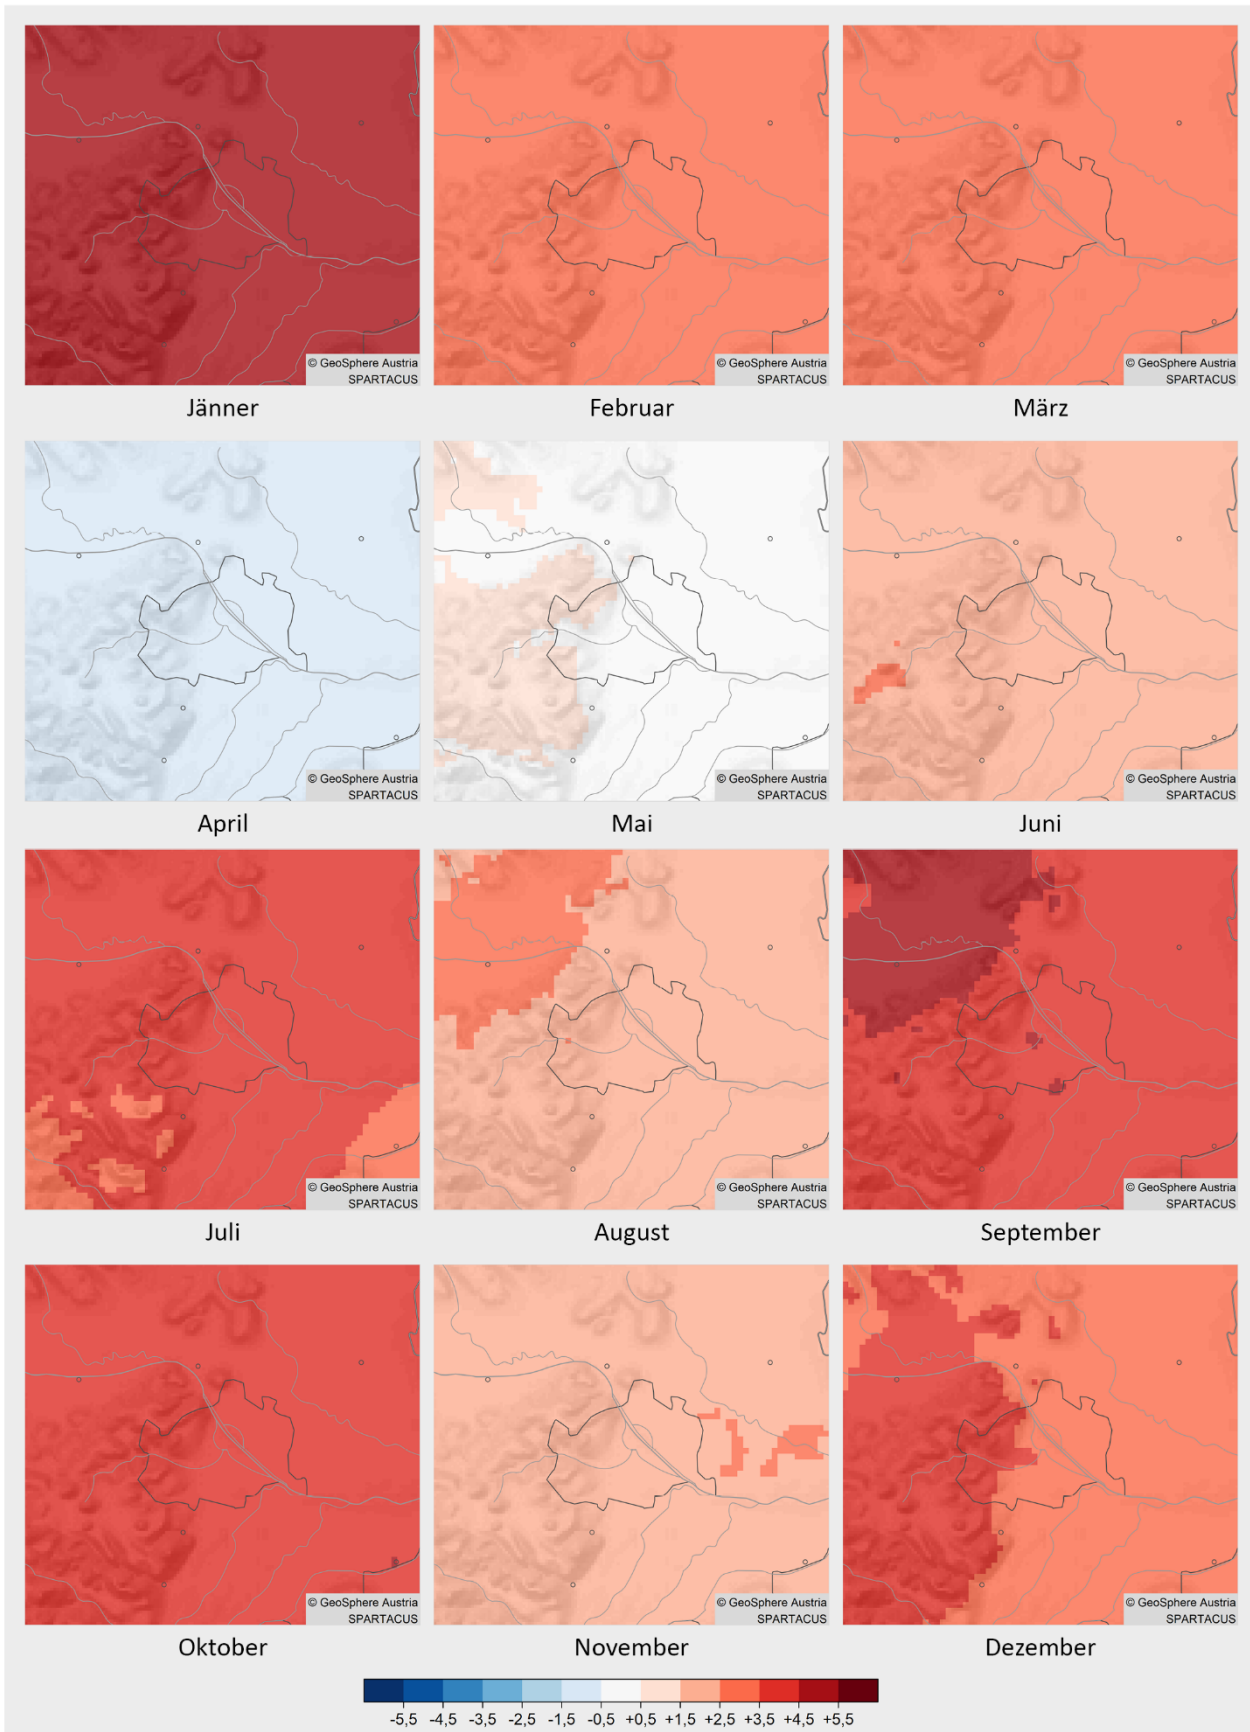 © GeoSphere Austria
SPARTACUS
© GeoSphere Austria
SPARTACUS
© GeoSphere Austria
SPARTACUS
Jänner
Februar
März
© GeoSphere Austria
SPARTACUS
© GeoSphere Austria
SPARTACUS
© GeoSphere Austria
SPARTACUS
April
Mai
Juni
© GeoSphere Austria
SPARTACUS
© GeoSphere Austria
SPARTACUS
© GeoSphere Austria
SPARTACUS
Juli
August
September
© GeoSphere Austria
SPARTACUS
© GeoSphere Austria
SPARTACUS
© GeoSphere Austria
SPARTACUS
Oktober
November
Dezember
-5,5 -4,5 -3,5 -2,5 -1,5 -0,5 +0,5 +1,5 +2,5 +3,5 +4,5 +5,5